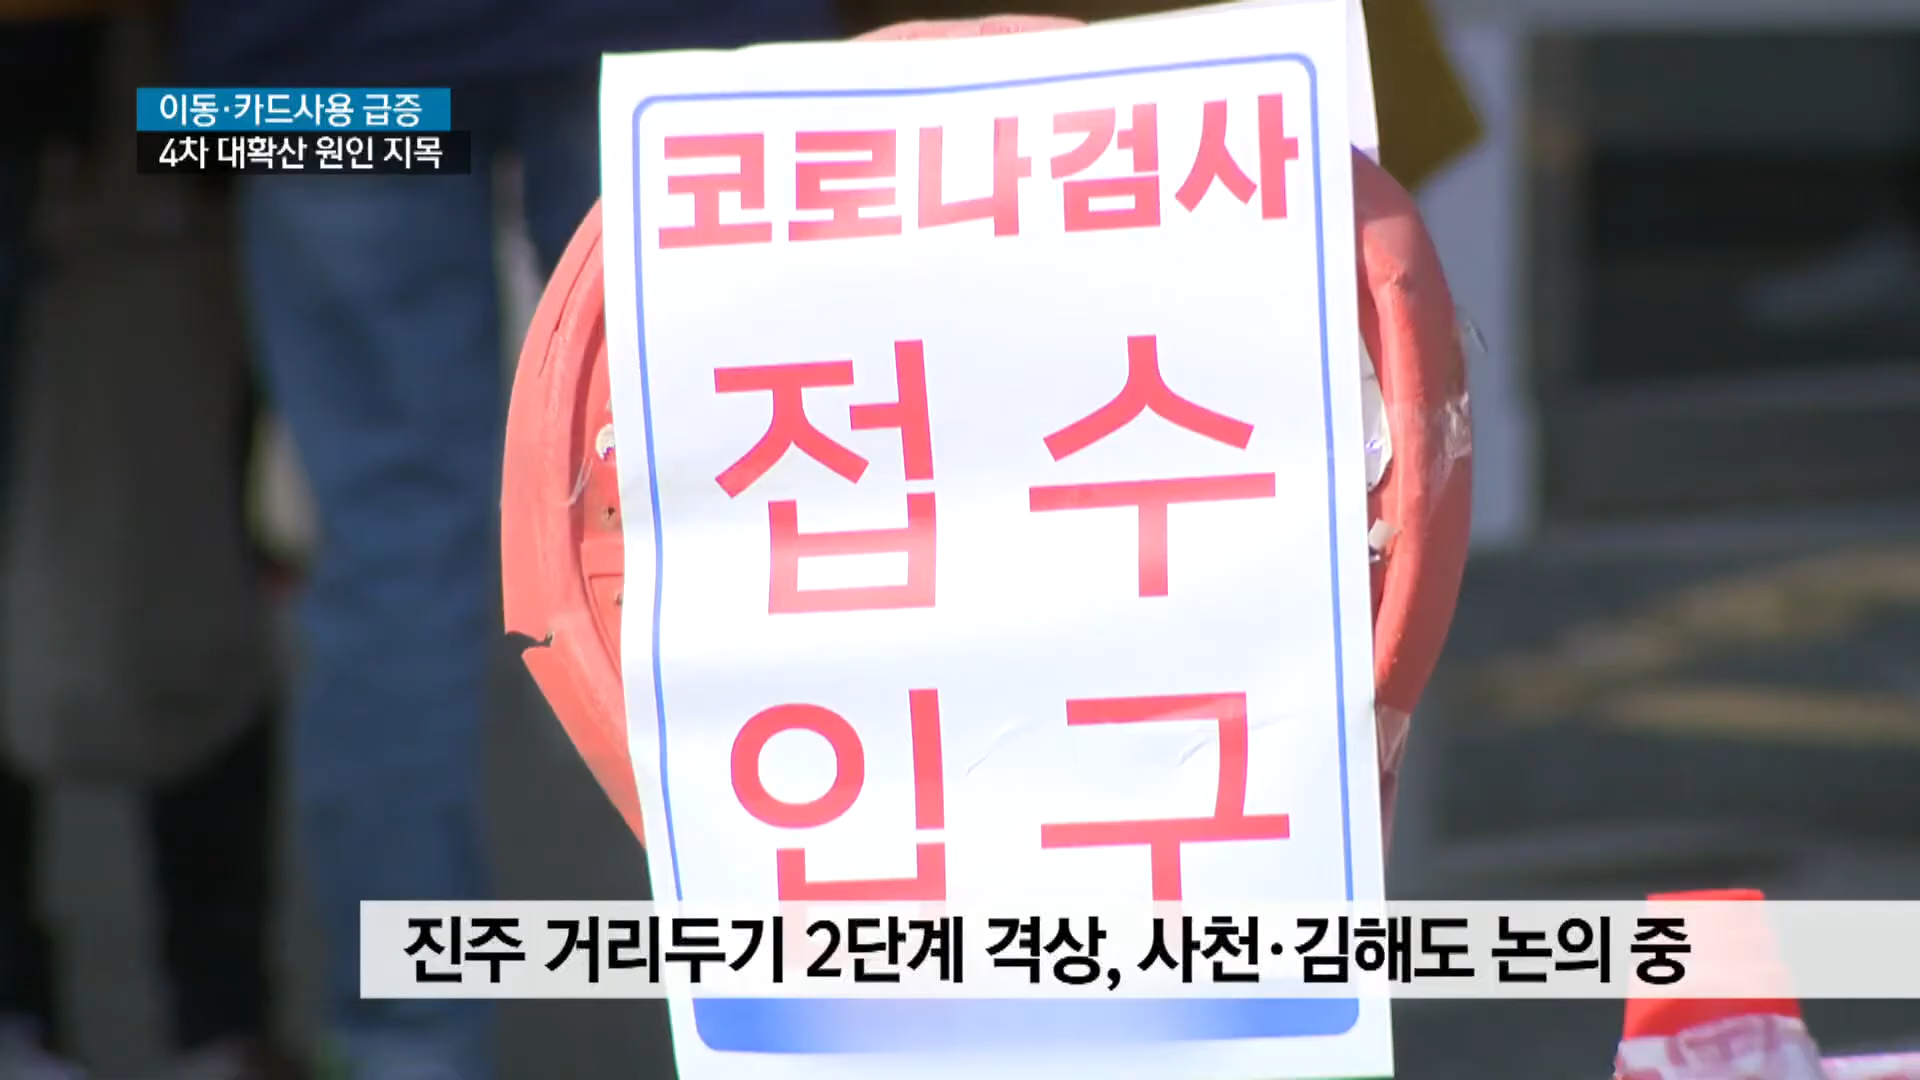 이동·카드사용 급증
4차 대확산 원인 지목
코로나검사
접수
입구
진주 거리두기 2단계 격상, 사천·김해도 논의 중